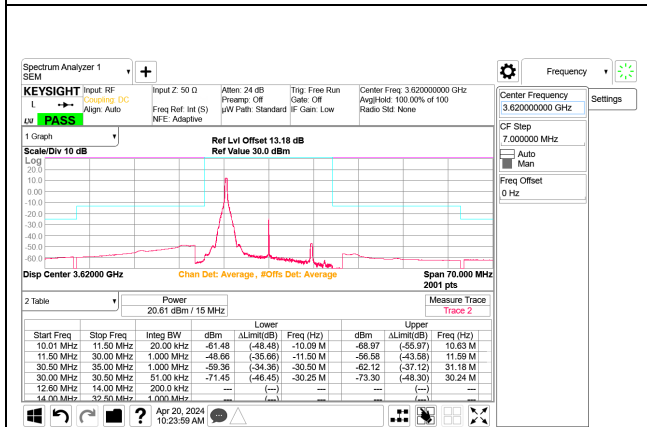 Spectrum Analyzer 1
SEM
Frequency
KEYSIGHT Input: RF Input Z: 50 Ω Atten: 24 dB Trig: Free Run Center Freq: 3.620000000 GHz
L Coupling: DC Preamp: Off Gate: Off Avg|Hold: 100.00% of 100
Align: Auto Freq Ref: Int (S) µW Path: Standard IF Gain: Low Radio Std: None
PASS NFE: Adaptive
Center Frequency
3.620000000 GHz
Settings
CF Step
7.000000 MHz
Auto
Man
Freq Offset
0 Hz
1 Graph
Scale/Div 10 dB
Ref Lvl Offset 13.18 dB
Ref Value 30.0 dBm
Log
20.0
10.0
0.00
-10.0
-20.0
-30.0
-40.0
-50.0
-60.0
Disp Center 3.62000 GHz Chan Det: Average , #Offs Det: Average Span 70.000 MHz
2001 pts
2 Table Power Measure Trace
20.61 dBm / 15 MHz Trace 2
Lower Upper
Start Freq Stop Freq Integ BW dBm ΔLimit(dB) Freq (Hz) dBm ΔLimit(dB) Freq (Hz)
10.01 MHz 11.50 MHz 20.00 kHz -61.48 (-48.48) -10.09 M -68.97 (-55.97) 10.63 M
11.50 MHz 30.00 MHz 1.000 MHz -48.66 (-35.66) -11.50 M -56.58 (-43.58) 11.59 M
30.50 MHz 35.00 MHz 1.000 MHz -59.36 (-34.36) -30.50 M -62.12 (-37.12) 31.18 M
30.00 MHz 30.50 MHz 51.00 kHz -71.45 (-46.45) -30.25 M -73.30 (-48.30) 30.24 M
12.60 MHz 14.00 MHz 200.0 kHz --- (---) --- --- (---) ---
14.00 MHz 32.50 MHz 1.000 MHz --- (---) --- --- (---) ---
? Apr 20, 2024
10:23:59 AM